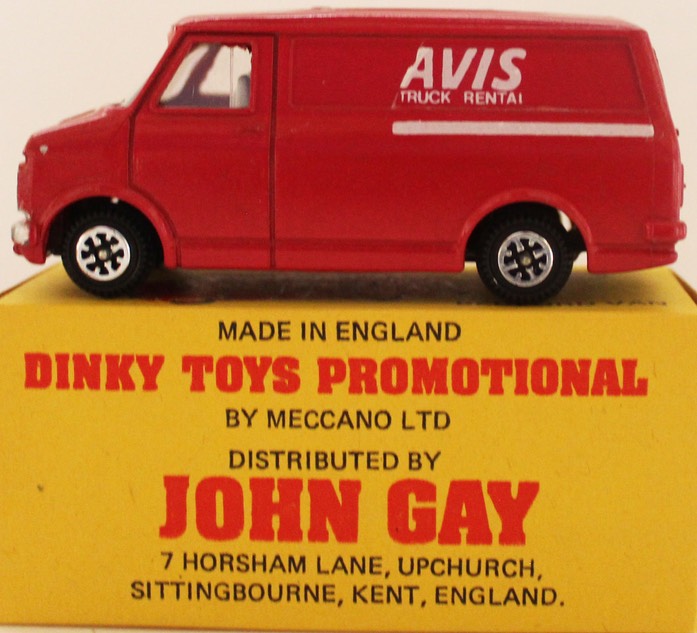 AVIS
TRUCK RENTAL
MADE IN ENGLAND
DINKY TOYS PROMOTIONAL
BY MECCANO LTD
DISTRIBUTED BY
JOHN GAY
7 HORSHAM LANE, UPCHURCH,
SITTINGBOURNE, KENT, ENGLAND.